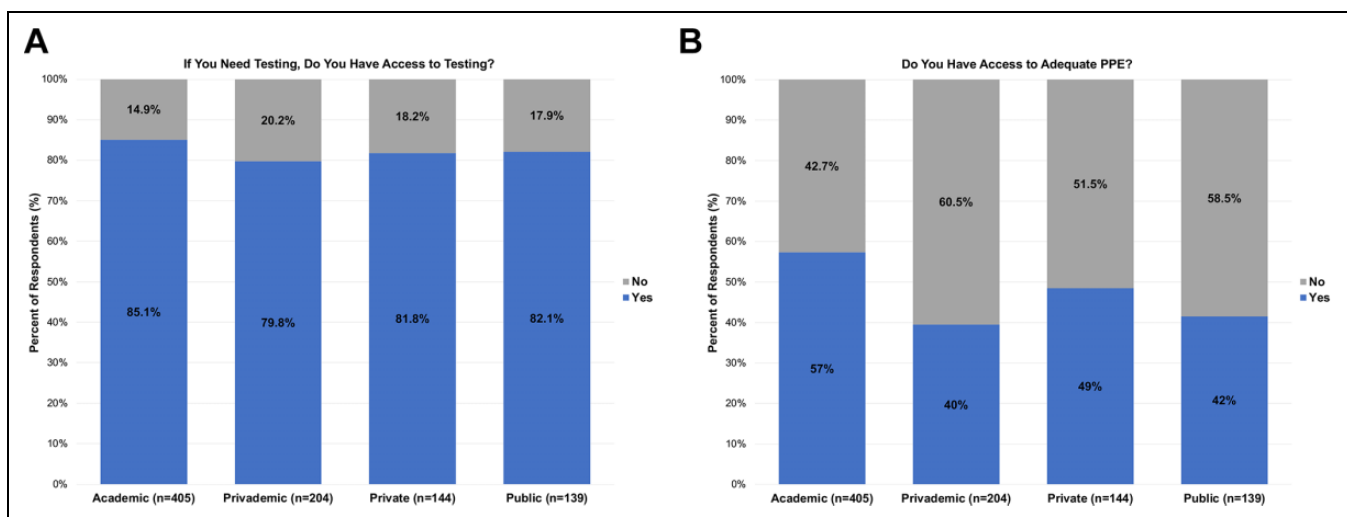 A
If You Need Testing, Do You Have Access to Testing?
Percent of Respondents (%)
100%
90%
80%
70%
60%
50%
40%
30%
20%
10%
0%
14.9%
20.2%
18.2%
17.9%
85.1%
79.8%
81.8%
82.1%
Academic (n=405)
Privademic (n=204)
Private (n=144)
Public (n=139)
No
Yes
B
Do You Have Access to Adequate PPE?
Percent of Respondents (%)
100%
90%
80%
70%
60%
50%
40%
30%
20%
10%
0%
42.7%
60.5%
51.5%
58.5%
57%
40%
49%
42%
Academic (n=405)
Privademic (n=204)
Private (n=144)
Public (n=139)
No
Yes